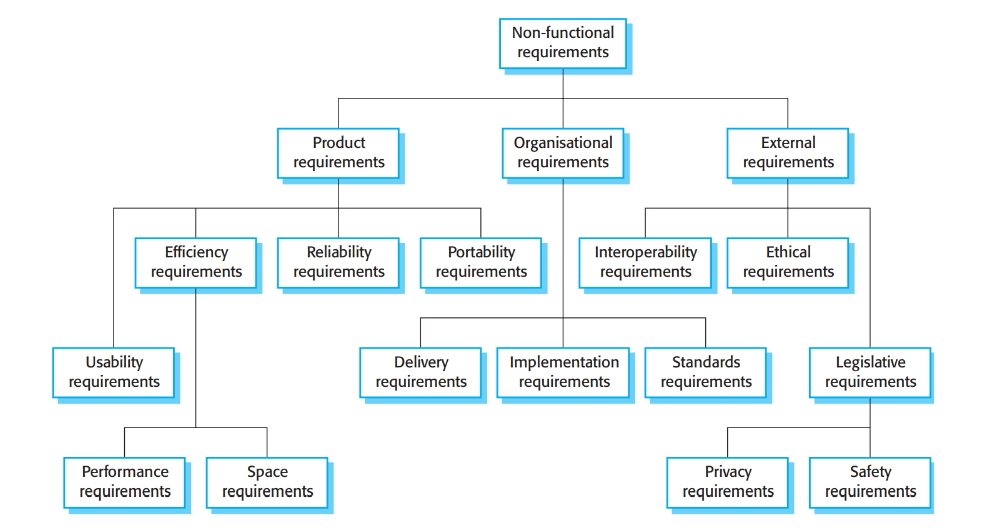 Non-functional
requirements
Product
requirements
Organisational
requirements
External
requirements
Efficiency
requirements
Reliability
requirements
Portability
requirements
Interoperability
requirements
Ethical
requirements
Usability
requirements
Delivery
requirements
Implementation
requirements
Standards
requirements
Legislative
requirements
Performance
requirements
Space
requirements
Privacy
requirements
Safety
requirements